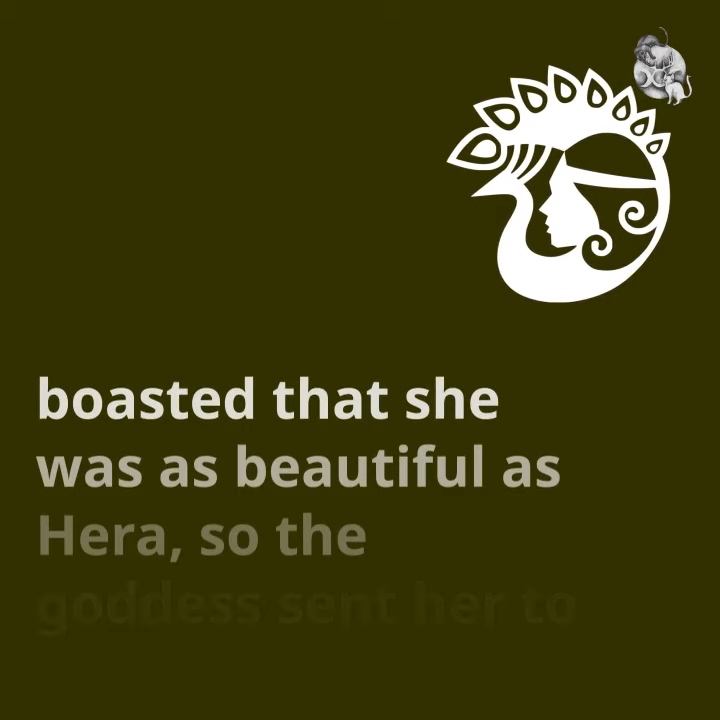 boasted that she
was as beautiful as
Hera, so the
goddess sent her to